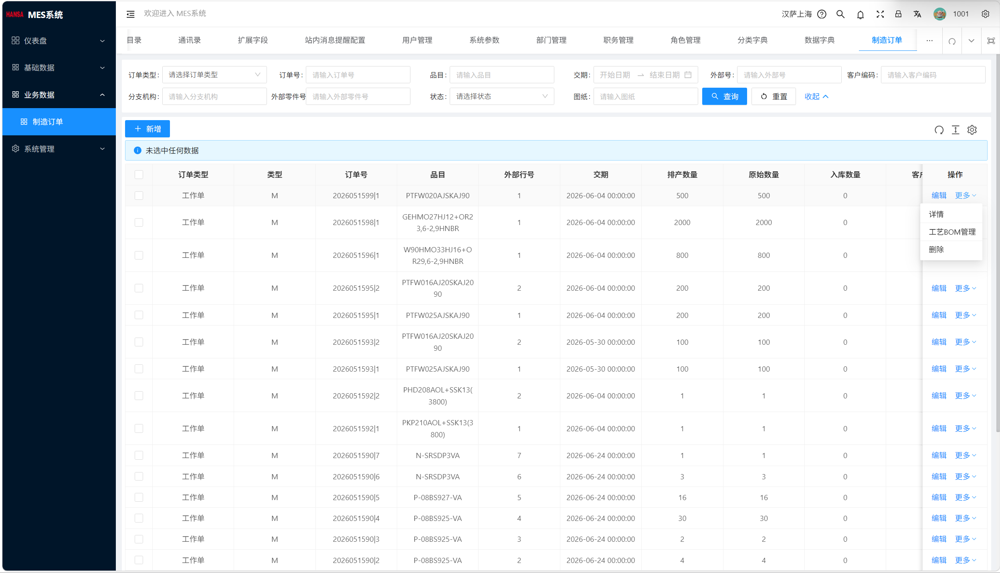 HANSA MES系统
仪表盘
基础数据
业务数据
制造订单
系统管理
欢迎进入 MES系统
汉萨上海
1001
目录 通讯录 扩展字段 站内消息提醒配置 用户管理 系统参数 部门管理 职务管理 角色管理 分类字典 数据字典 制造订单 ...
订单类型: 请选择订单类型 订单号: 请输入订单号 品目: 请输入品目 交期: 开始日期 → 结束日期 外部号: 请输入外部号 客户编码: 请输入客户编码
分支机构: 请输入分支机构 外部零件号 请输入外部零件号 状态: 请选择状态 图纸: 请输入图纸 查询 重置 收起
新增
未选中任何数据
订单类型 类型 订单号 品目 外部行号 交期 排产数量 原始数量 入库数量 客户 操作
工作单 M 2026051599|1 PTFW020AJSKAJ90 1 2026-06-04 00:00:00 500 500 0 编辑 更多
详情
工艺BOM管理
删除
工作单 M 2026051598|1 GEHMO27HJ12+OR2
3,6-2,9HNBR 1 2026-06-04 00:00:00 2000 2000 0
工作单 M 2026051596|1 W90HMO33HJ16+O
R29,6-2,9HNBR 1 2026-06-04 00:00:00 800 800 0
工作单 M 2026051595|2 PTFW016AJ20SKAJ20
90 2 2026-06-04 00:00:00 200 200 0 编辑 更多
工作单 M 2026051595|1 PTFW025AJSKAJ90 1 2026-06-04 00:00:00 200 200 0 编辑 更多
工作单 M 2026051593|2 PTFW016AJ20SKAJ20
90 2 2026-05-30 00:00:00 100 100 0 编辑 更多
工作单 M 2026051593|1 PTFW025AJSKAJ90 1 2026-05-30 00:00:00 100 100 0 编辑 更多
工作单 M 2026051592|2 PHD208AOL+SSK13(
3800) 2 2026-06-04 00:00:00 1 1 0 编辑 更多
工作单 M 2026051592|1 PKP210AOL+SSK13(3
800) 1 2026-06-04 00:00:00 1 1 0 编辑 更多
工作单 M 2026051590|7 N-SRSDP3VA 7 2026-06-24 00:00:00 1 1 0 编辑 更多
工作单 M 2026051590|6 N-SRSDP3VA 6 2026-06-24 00:00:00 3 3 0 编辑 更多
工作单 M 2026051590|5 P-08BS927-VA 5 2026-06-24 00:00:00 16 16 0 编辑 更多
工作单 M 2026051590|4 P-08BS925-VA 4 2026-06-24 00:00:00 30 30 0 编辑 更多
工作单 M 2026051590|3 P-08BS925-VA 3 2026-06-24 00:00:00 2 2 0 编辑 更多
工作单 M 2026051590|2 P-08BS925-VA 2 2026-06-24 00:00:00 4 4 0 编辑 更多